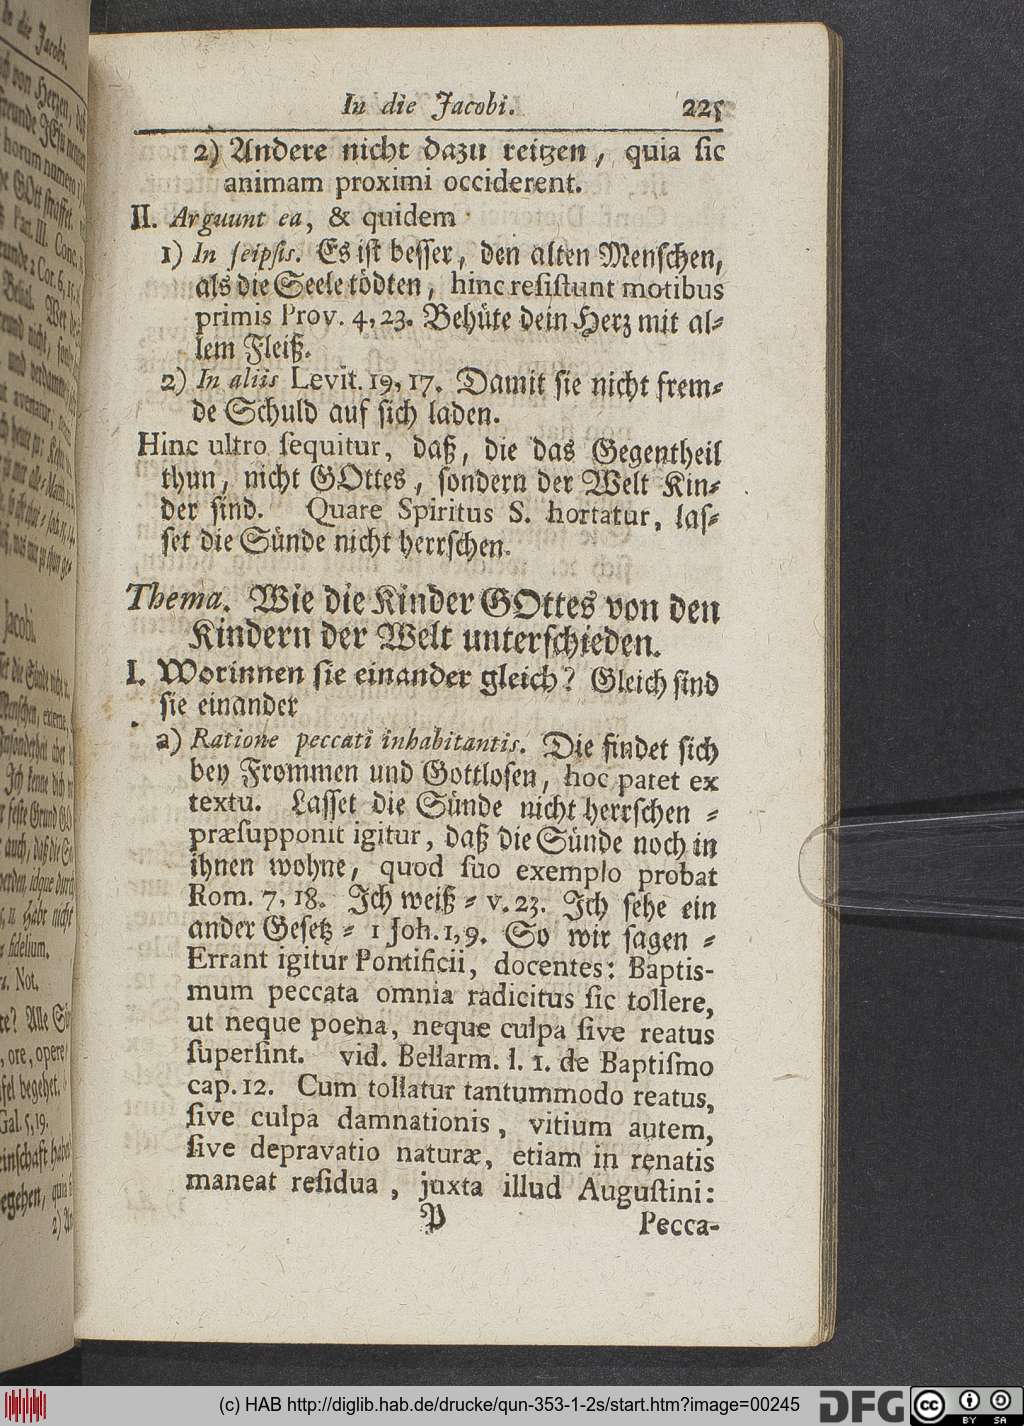 In die Jacobi. 225
2) Andere nicht dazu reitzen, quia ſic
animam proximi occiderent.
II. Arguunt ea, & quidem
1) In ſeipſis. Es iſt beſſer, den alten Menſchen,
als die Seele tödten, hinc reſiſtunt motibus
primis Prov. 4,23. Behüte dein Herz mit al⸗
lem Fleiß.
2) In aliis Levit. 19, 17. Damit ſie nicht frem⸗
de Schuld auf ſich laden.
Hinc ultro ſequitur, daß, die das Gegentheil
thun, nicht GOttes, ſondern der Welt Kin⸗
der ſind. Quare Spiritus S. hortatur, laſ⸗
ſet die Sünde nicht herrſchen.
Thema. Wie die Kinder GOttes von den
Kindern der Welt unterſchieden.
I. Worinnen ſie einander gleich? Gleich ſind
ſie einander
a) Ratione peccati inhabitantis. Die findet ſich
bey Frommen und Gottloſen, hoc patet ex
textu. Laſſet die Sünde nicht herrſchen ⸗
præſupponit igitur, daß die Sünde noch in
ihnen wohne, quod ſuo exemplo probat
Rom. 7, 18. Ich weiß ⸗ v. 23. Ich ſehe ein
ander Geſetz ⸗ 1 Joh. 1, 9. So wir ſagen ⸗
Errant igitur Pontificii, docentes: Baptis-
mum peccata omnia radicitus ſic tollere,
ut neque poena, neque culpa ſive reatus
ſuperſint. vid. Bellarm. l. 1. de Baptiſmo
cap. 12. Cum tollatur tantummodo reatus,
ſive culpa damnationis, vitium autem,
ſive depravatio naturæ, etiam in renatis
maneat reſidua, juxta illud Auguſtini:
P Pecca-
(c) HAB http://diglib.hab.de/drucke/qun-353-1-2s/start.htm?image=00245
DFG cc BY SA